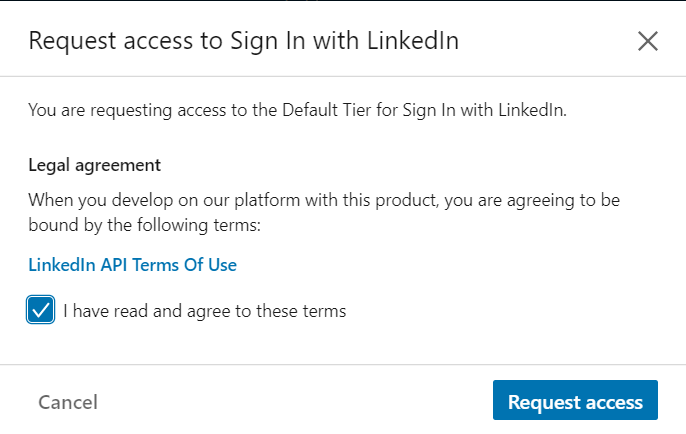 Request access to Sign In with LinkedIn
You are requesting access to the Default Tier for Sign In with LinkedIn.
Legal agreement
When you develop on our platform with this product, you are agreeing to be
bound by the following terms:
LinkedIn API Terms Of Use
I have read and agree to these terms
Cancel
Request access